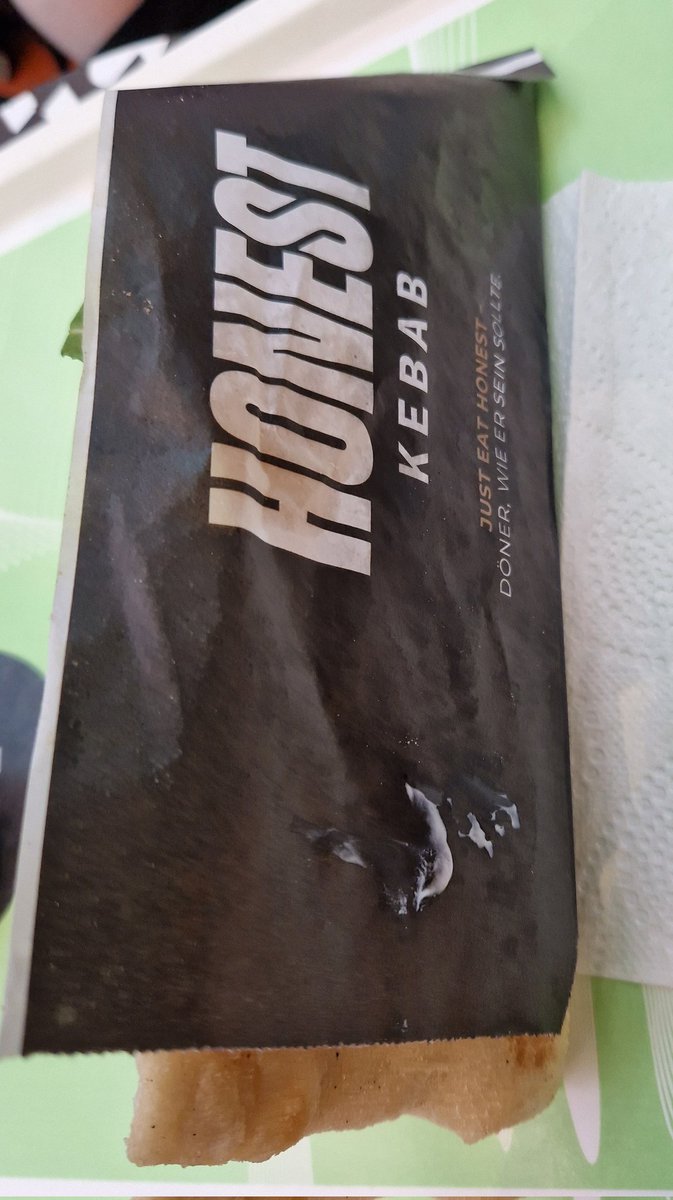 HONEST
KEBAB
JUST EAT HONEST -
DÖNER, WIE ER SEIN SOLLTE.